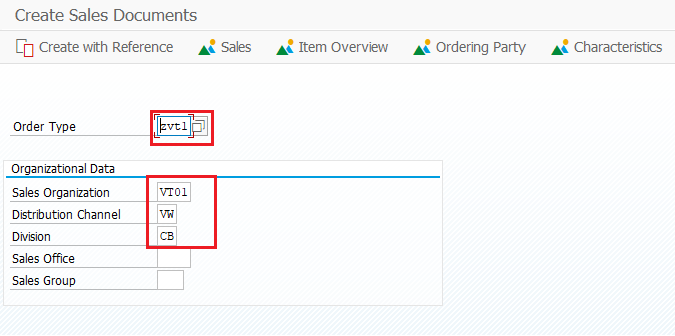 Create Sales Documents
Create with Reference Sales Item Overview Ordering Party Characteristics
Order Type zvt1
Organizational Data
Sales Organization VT01
Distribution Channel VW
Division CB
Sales Office
Sales Group